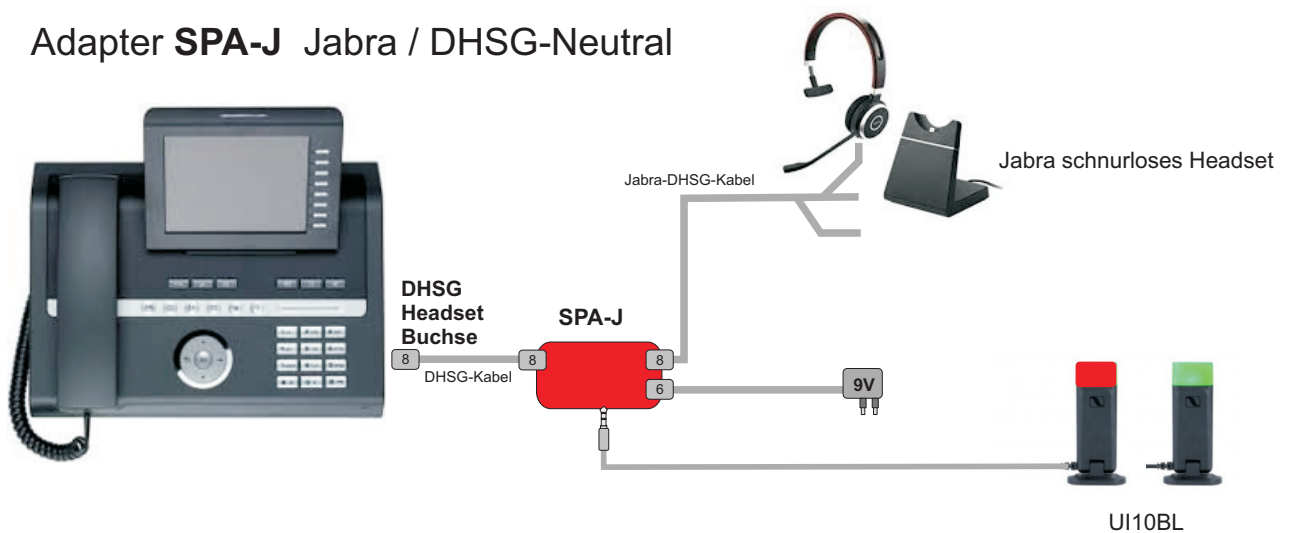 Adapter SPA-J Jabra / DHSG-Neutral
Jabra schnurloses Headset
Jabra-DHSG-Kabel
DHSG
Headset
Buchse
SPA-J
8
8
8
DHSG-Kabel
6
9V
UI10BL